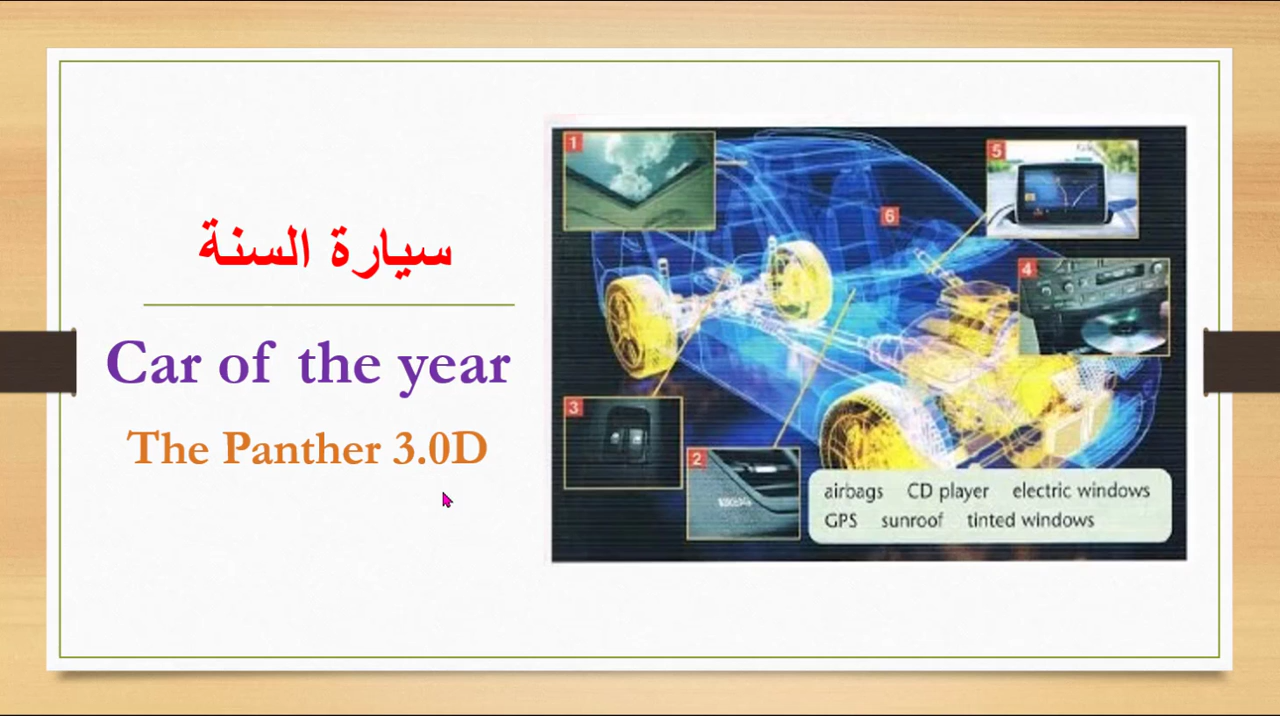 سيارة السنة
Car of the year
The Panther 3.0D
1
5
6
4
3
2
airbags CD player electric windows
GPS sunroof tinted windows